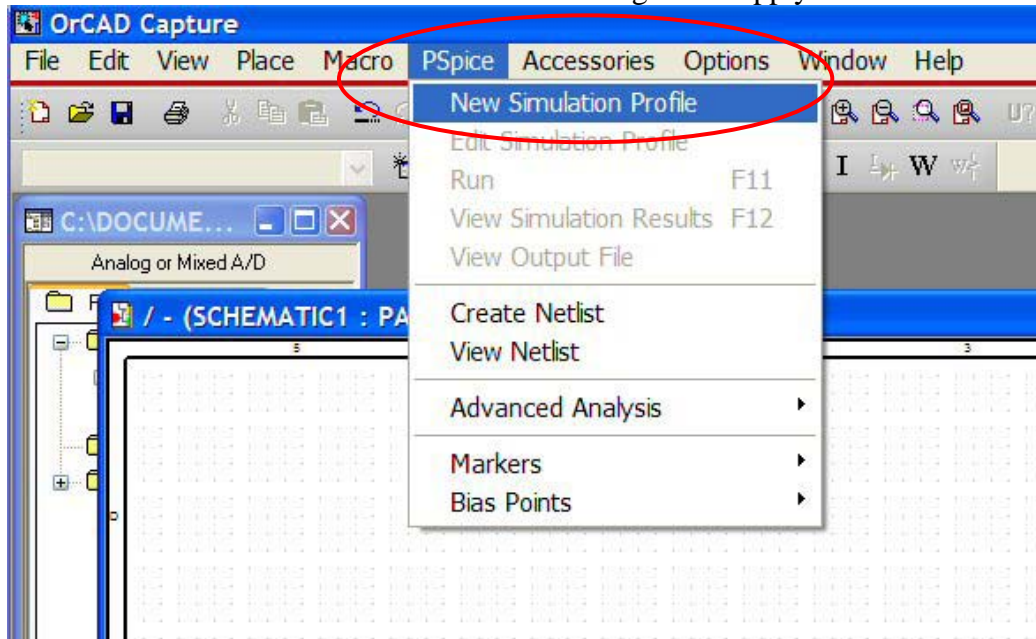 OrCAD Capture
File Edit View Place Macro PSpice Accessories Options Window Help
New Simulation Profile
U?
Edit Simulation Profile
I W
Run F11
C:\DOCUME...
View Simulation Results F12
Analog or Mixed A/D
View Output File
F
/ - (SCHEMATIC1 : PA
Create Netlist
5
View Netlist
3
Advanced Analysis
Markers
Bias Points
D